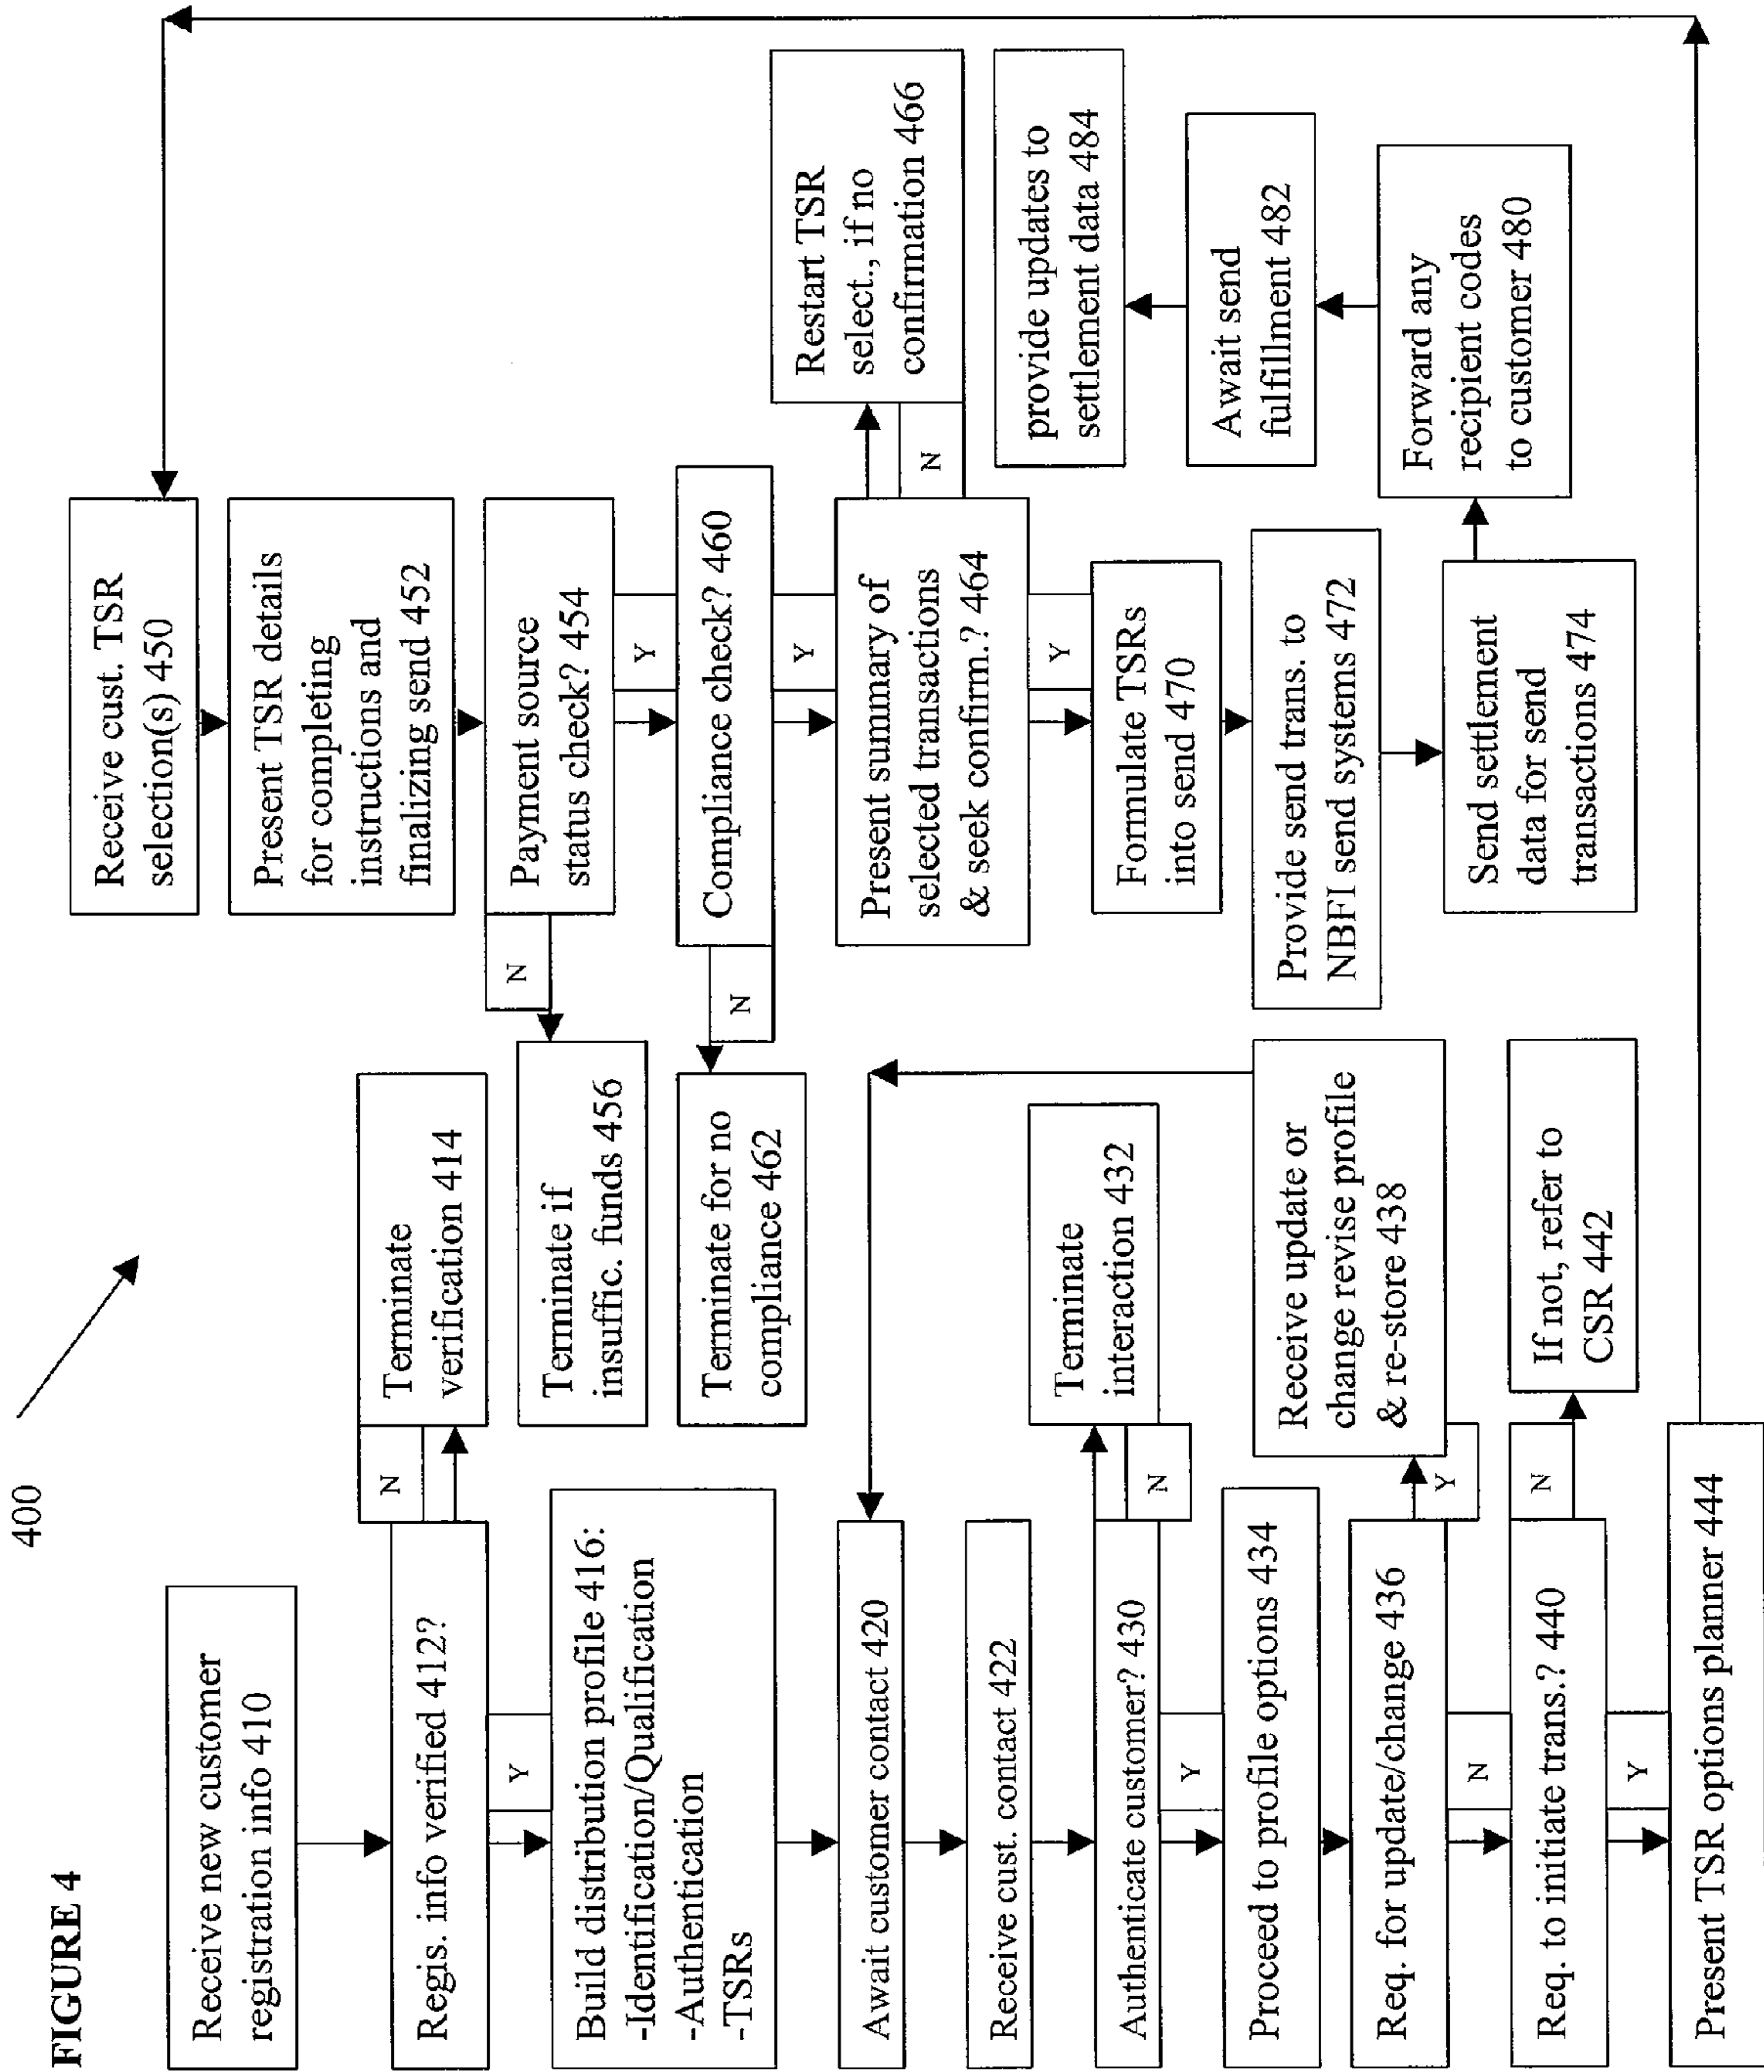 FIGURE 4
400
Receive new customer
registration info 410
Regis. info verified 412?
N
Terminate
verification 414
Y
Build distribution profile 416:
-Identification/Qualification
-Authentication
-TSRs
Await customer contact 420
Receive cust. contact 422
Authenticate customer? 430
N
Terminate
interaction 432
Y
Proceed to profile options 434
Req. for update/change 436
Y
Receive update or
change revise profile
& re-store 438
N
Req. to initiate trans.? 440
N
If not, refer to
CSR 442
Y
Present TSR options planner 444
Receive cust. TSR
selection(s) 450
Present TSR details
for completing
instructions and
finalizing send 452
Payment source
status check? 454
N
Terminate if
insuffic. funds 456
Y
Compliance check? 460
N
Terminate for no
compliance 462
Y
Present summary of
selected transactions
& seek confirm.? 464
N
Restart TSR
select., if no
confirmation 466
Y
Formulate TSRs
into send 470
Provide send trans. to
NBFI send systems 472
Send settlement
data for send
transactions 474
Forward any
recipient codes
to customer 480
Await send
fulfillment 482
provide updates to
settlement data 484